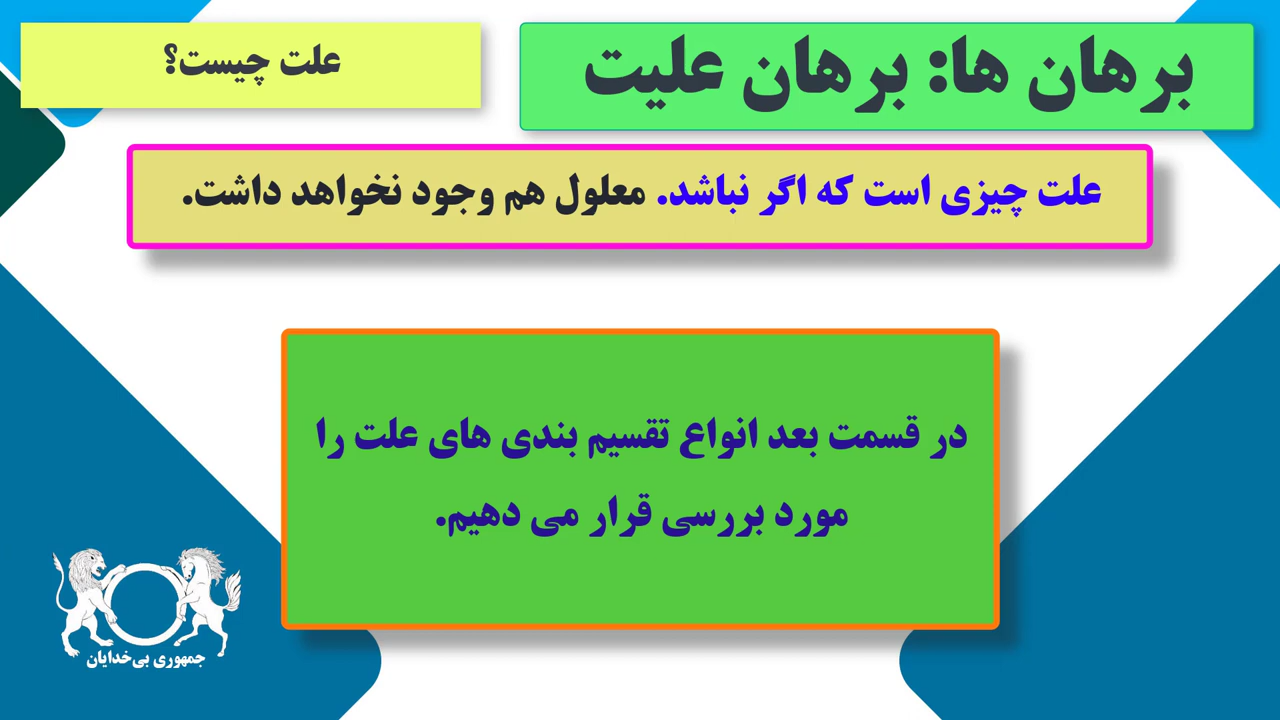 برهان ها: برهان علیت
علت چیست؟
علت چیزی است که اگر نباشد. معلول هم وجود نخواهد داشت.
در قسمت بعد انواع تقسیم بندی های علت را
مورد بررسی قرار می دهیم.
جمهوری بی‌خدایان